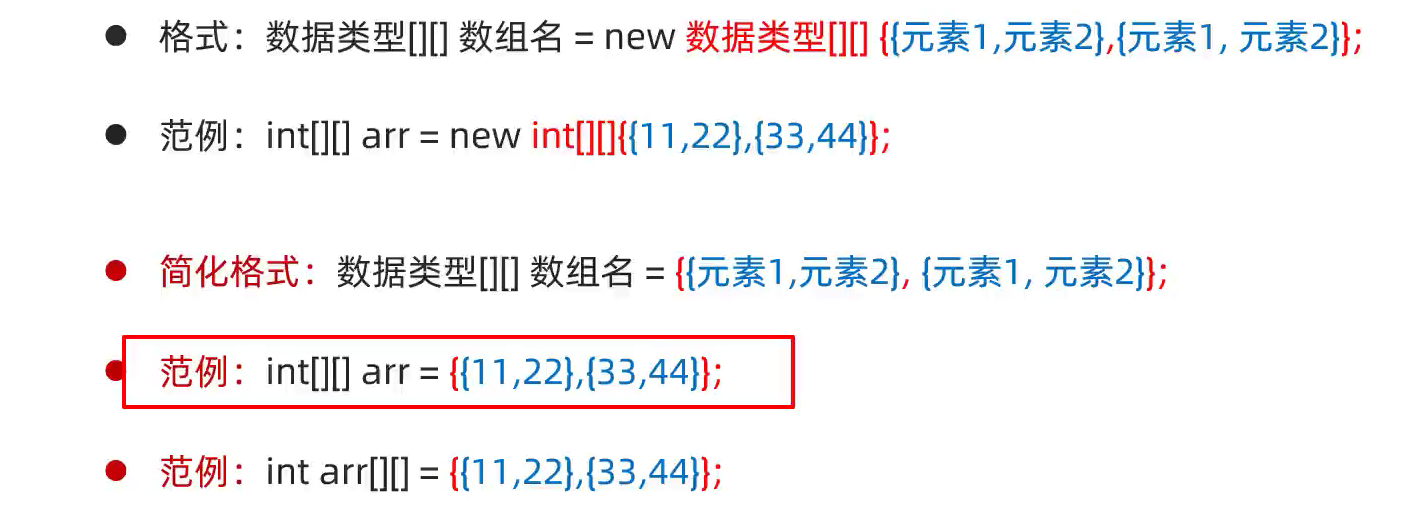 ● 格式：数据类型[][] 数组名 = new 数据类型[][] {{元素1,元素2},{元素1, 元素2}};
● 范例：int[][] arr = new int[][]{{11,22},{33,44}};
● 简化格式：数据类型[][] 数组名 = {{元素1,元素2}, {元素1, 元素2}};
● 范例：int[][] arr = {{11,22},{33,44}};
● 范例：int arr[][] = {{11,22},{33,44}};